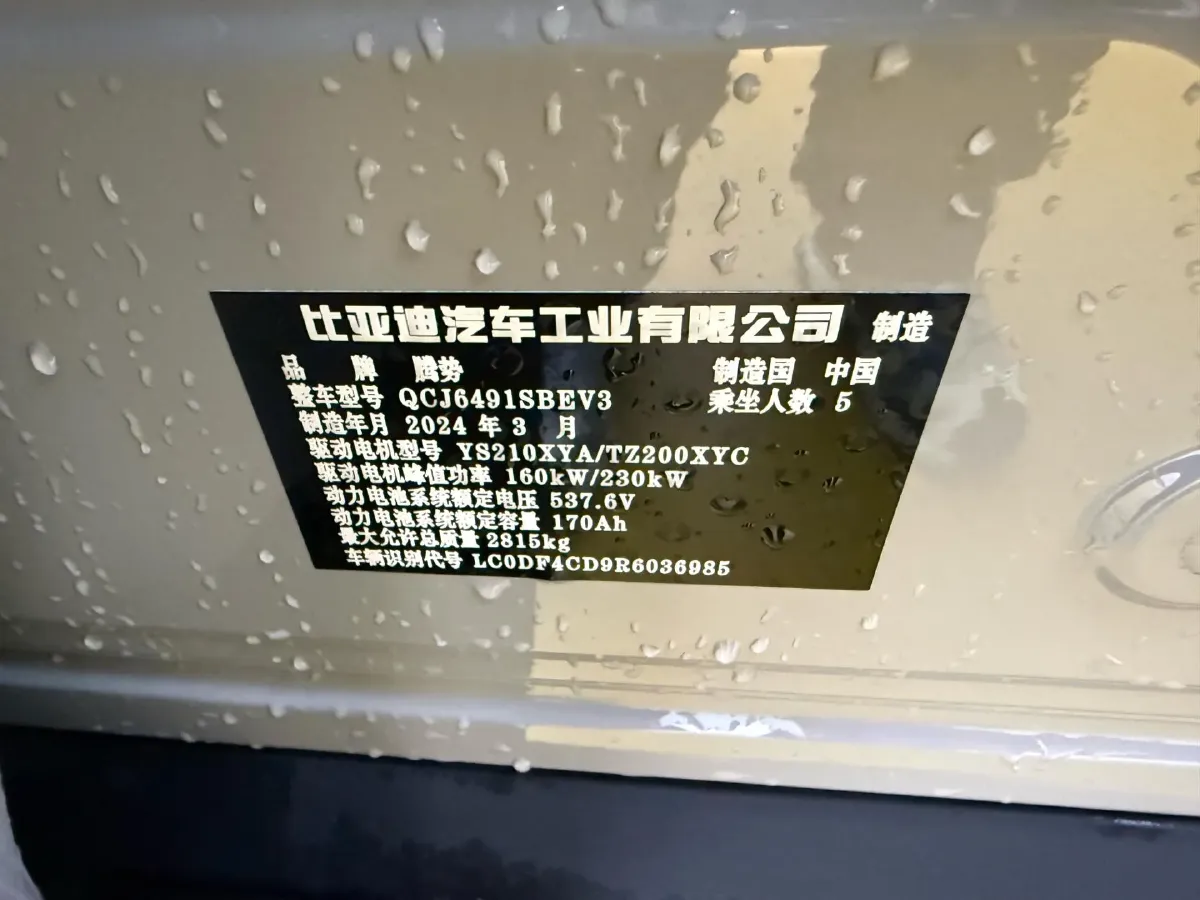 比亚迪汽车工业有限公司 制造
品 牌 腾势 制造国 中国
整车型号 QCJ6491SBEV3 乘坐人数 5
制造年月 2024 年 3 月
驱动电机型号 YS210XYA/TZ200XYC
驱动电机峰值功率 160kW/230kW
动力电池系统额定电压 537.6V
动力电池系统额定容量 170Ah
最大允许总质量 2815kg
车辆识别代号 LC0DF4CD9R6036985